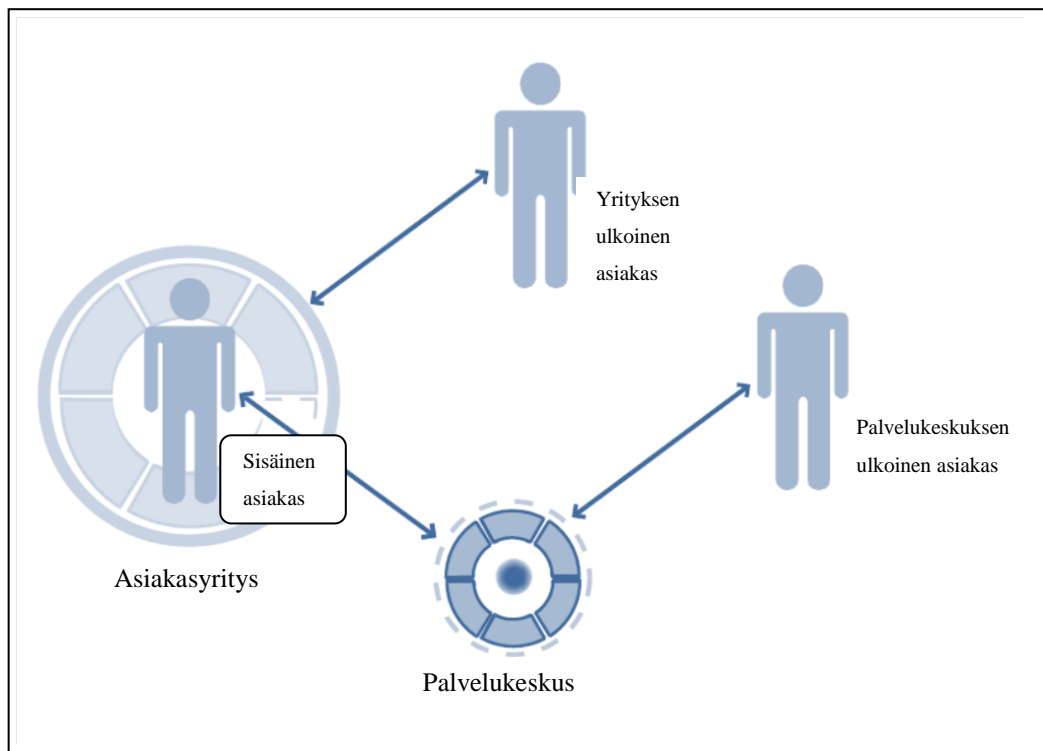 Yrityksen
ulkoinen
asiakas
Palvelukeskuksen
ulkoinen asiakas
Sisäinen
asiakas
Asiakasyritys
Palvelukeskus